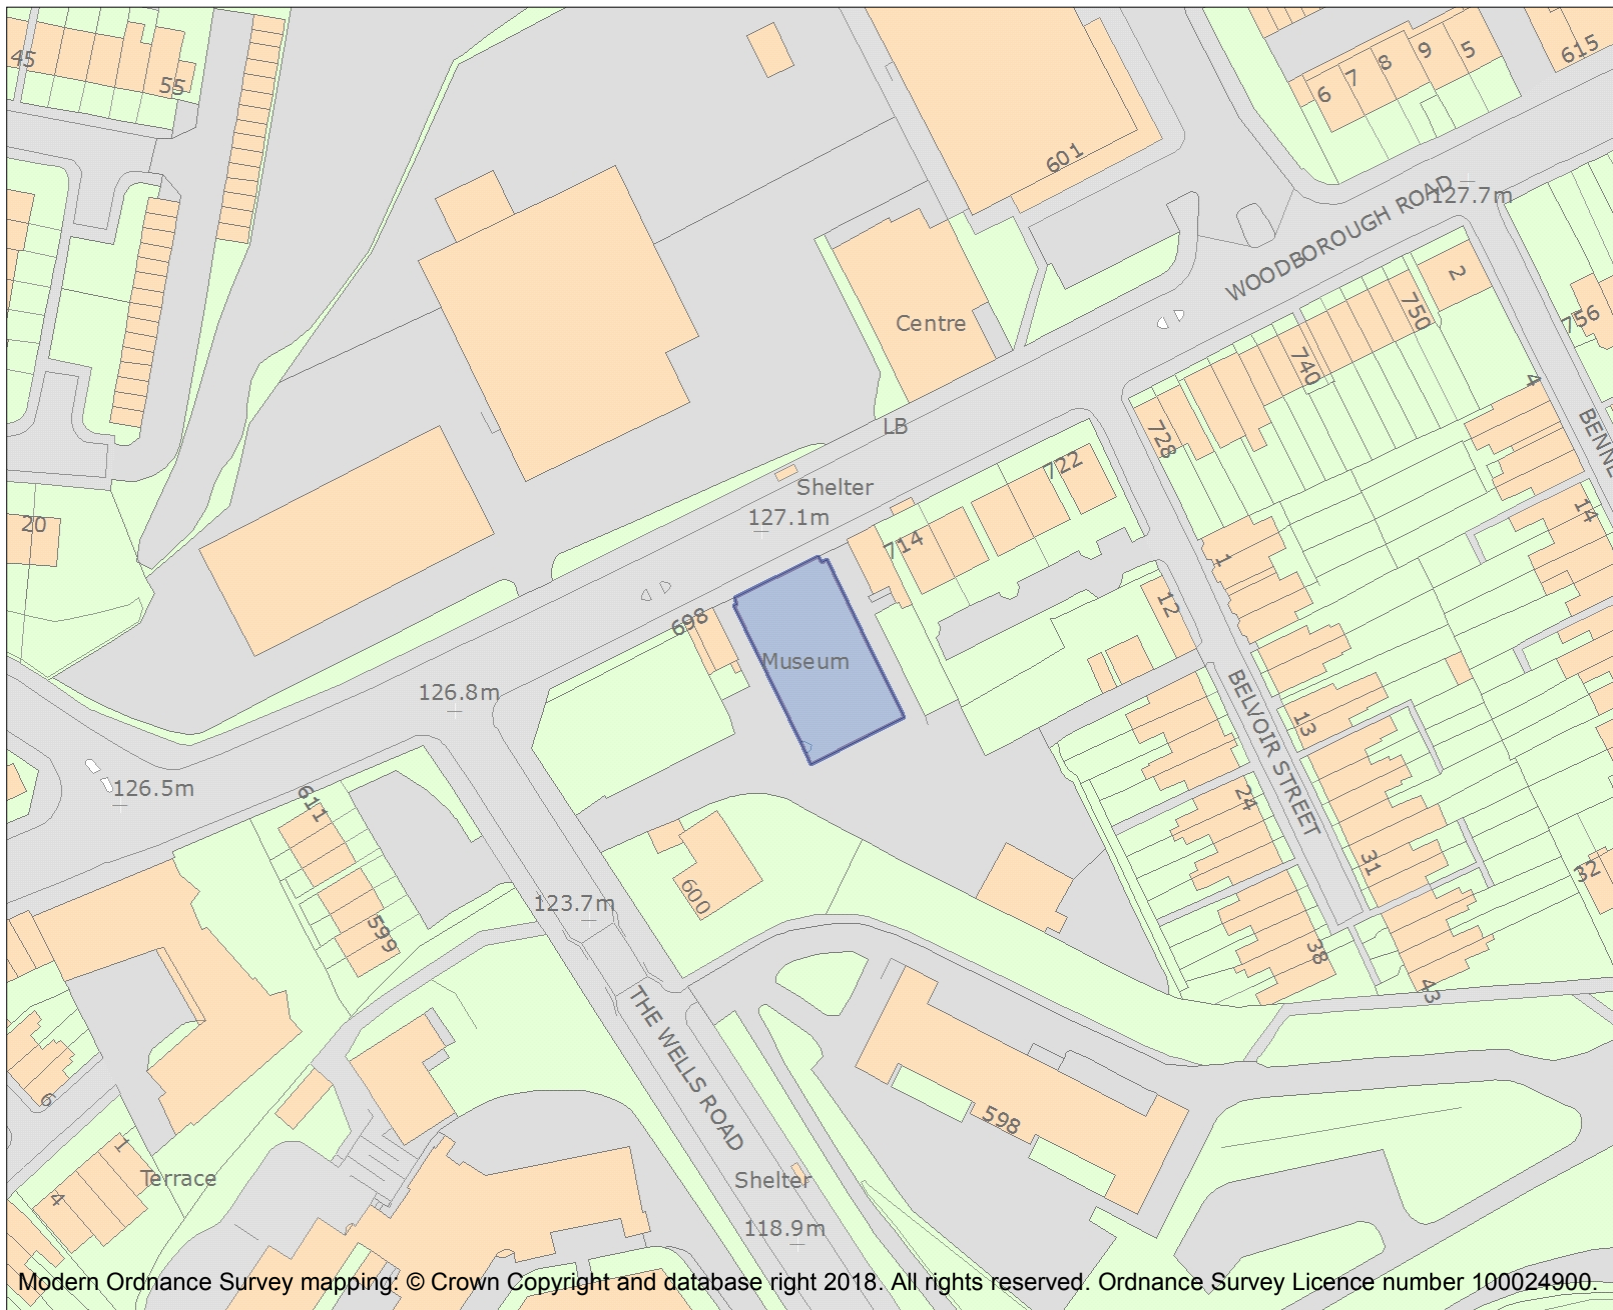 45
55
6
7
8
9
5
615
601
WOODBOROUGH ROAD
127.7m
2
750
756
Centre
740
4
LB
728
722
BENNE
Shelter
127.1m
714
14
20
1
12
698
Museum
126.8m
BELVOIR STREET
13
126.5m
611
24
31
32
600
123.7m
599
38
43
THE WELLS ROAD
6
598
1
Terrace
4
Shelter
118.9m
Modern Ordnance Survey mapping: © Crown Copyright and database right 2018. All rights reserved. Ordnance Survey Licence number 100024900.